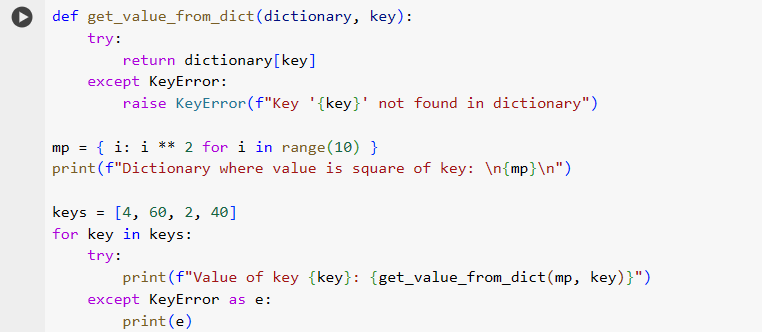 def get_value_from_dict(dictionary, key):
    try:
        return dictionary[key]
    except KeyError:
        raise KeyError(f"Key '{key}' not found in dictionary")

mp = { i: i ** 2 for i in range(10) }
print(f"Dictionary where value is square of key: \n{mp}\n")

keys = [4, 60, 2, 40]
for key in keys:
    try:
        print(f"Value of key {key}: {get_value_from_dict(mp, key)}")
    except KeyError as e:
        print(e)